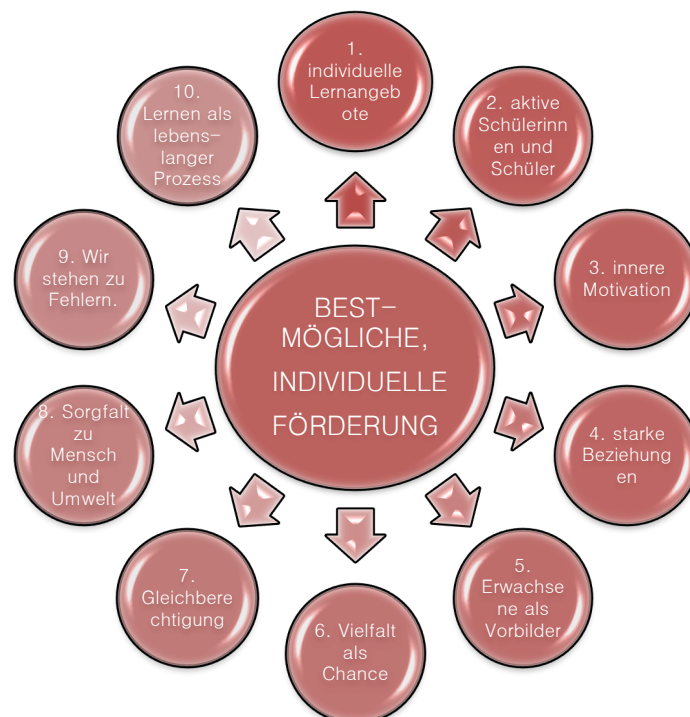 1.
individuelle
Lernangeb
ote
2. aktive
Schülerinn
en und
Schüler
3. innere
Motivation
4. starke
Beziehung
en
5.
Erwachse
ne als
Vorbilder
6. Vielfalt
als
Chance
7.
Gleichbere
chtigung
8. Sorgfalt
zu
Mensch
und
Umwelt
9. Wir
stehen zu
Fehlern.
10.
Lernen als
lebens-
langer
Prozess
BEST-
MÖGLICHE,
INDIVIDUELLE
FÖRDERUNG